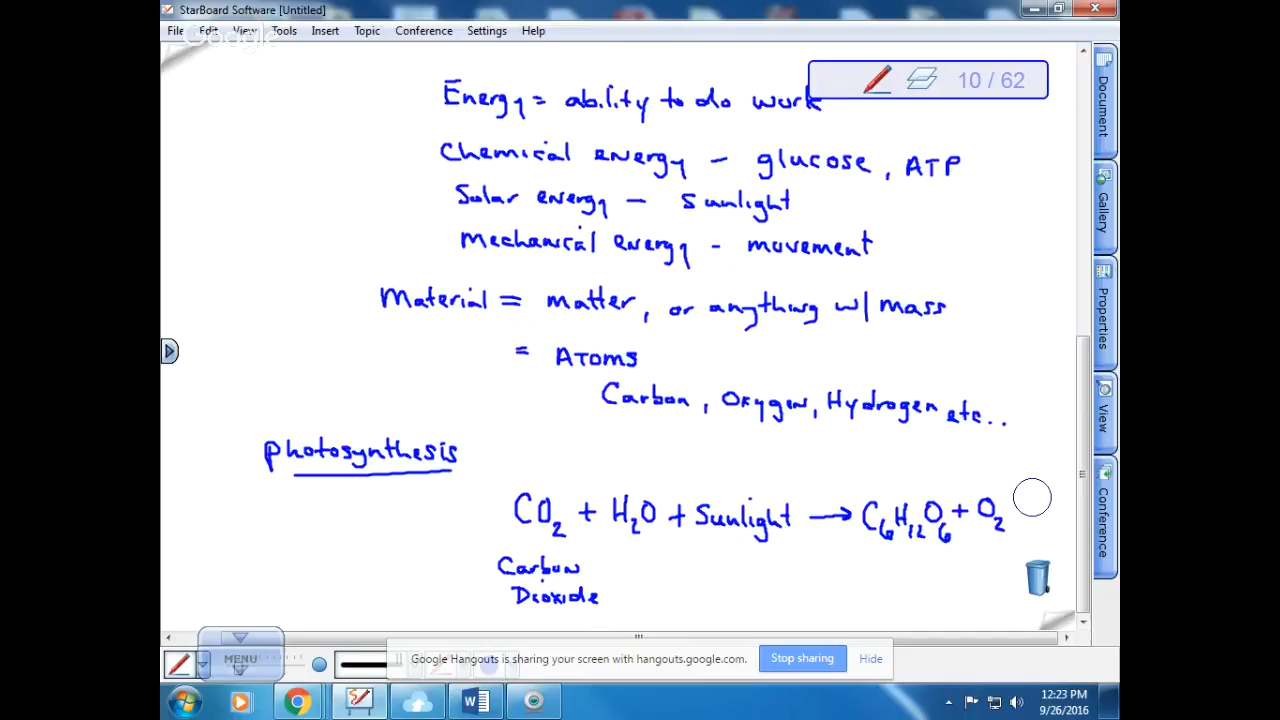 StarBoard Software [Untitled]
File Edit View Tools Insert Topic Conference Settings Help
Google
10 / 62
Energy = ability to do work
Chemical energy - glucose, ATP
Solar energy - sunlight
Mechanical energy - movement
Material = matter, or anything w/ mass
= Atoms
Carbon, Oxygen, Hydrogen etc..
photosynthesis
CO₂ + H₂O + Sunlight → C₆H₁₂O₆ + O₂
Carbon
Dioxide
Document
Gallery
Properties
View
Conference
MENU
Google Hangouts is sharing your screen with hangouts.google.com. Stop sharing Hide
12:23 PM
9/26/2016